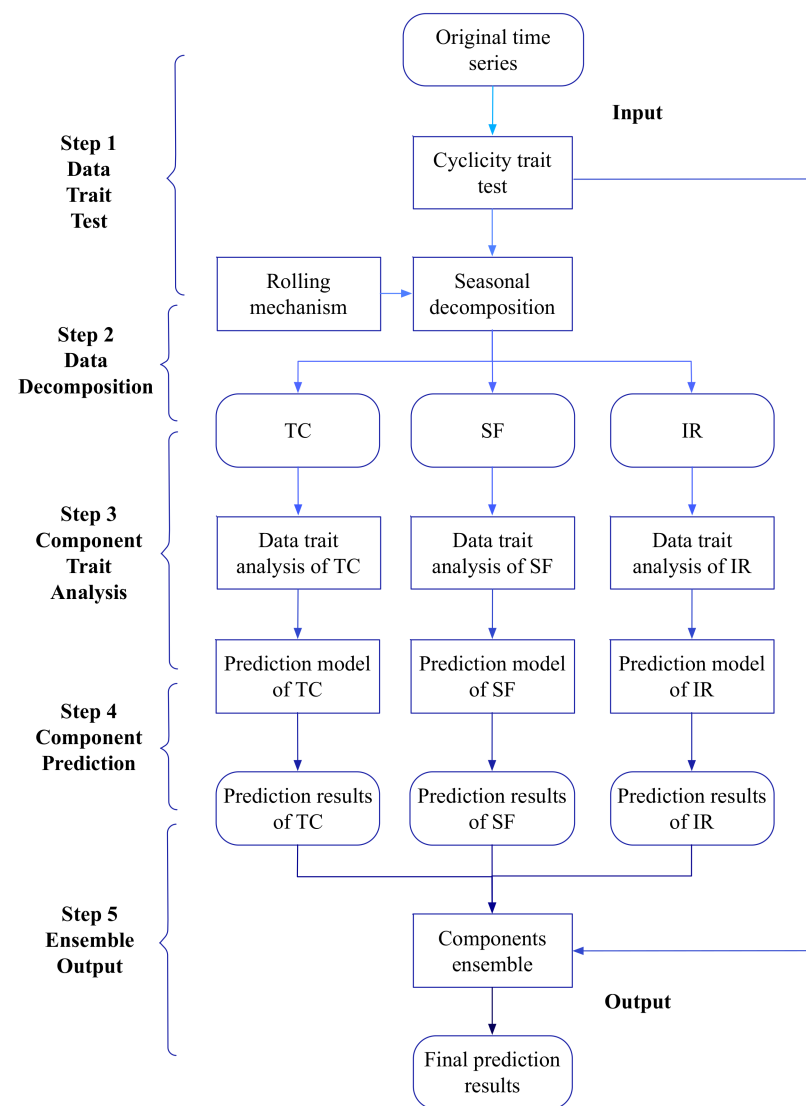 Original time
series
Input
Step 1
Data
Trait
Test
Cyclicity trait
test
Rolling
mechanism
Seasonal
decomposition
Step 2
Data
Decomposition
TC
SF
IR
Step 3
Component
Trait
Analysis
Data trait
analysis of TC
Data trait
analysis of SF
Data trait
analysis of IR
Prediction model
of TC
Prediction model
of SF
Prediction model
of IR
Step 4
Component
Prediction
Prediction results
of TC
Prediction results
of SF
Prediction results
of IR
Step 5
Ensemble
Output
Components
ensemble
Output
Final prediction
results